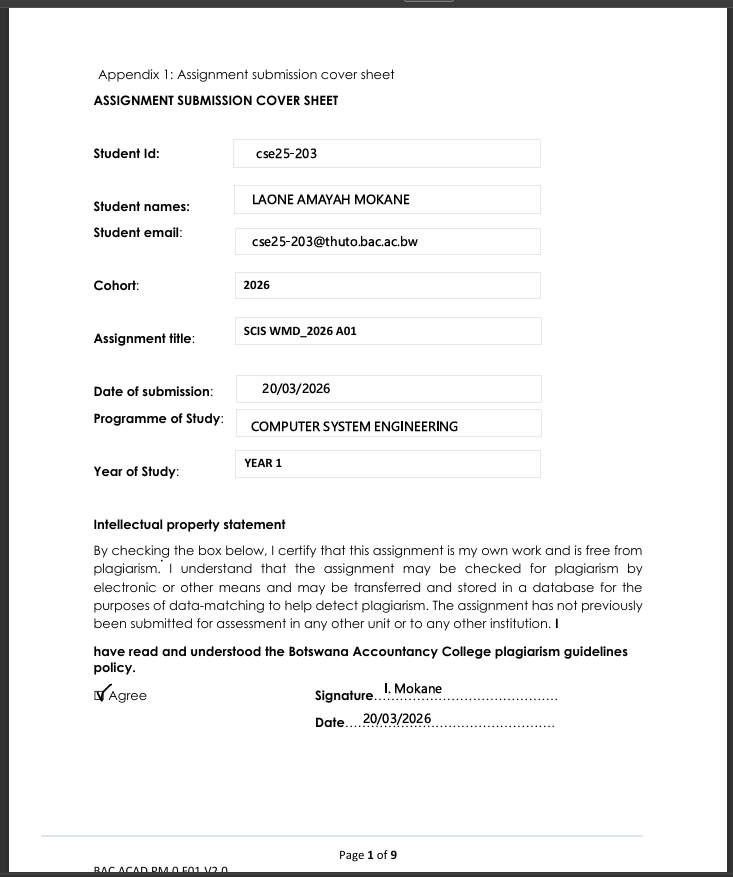 Appendix 1: Assignment submission cover sheet
ASSIGNMENT SUBMISSION COVER SHEET
Student Id: cse25-203
Student names: LAONE AMAYAH MOKANE
Student email: cse25-203@thuto.bac.ac.bw
Cohort: 2026
Assignment title: SCIS WMD_2026 A01
Date of submission: 20/03/2026
Programme of Study: COMPUTER SYSTEM ENGINEERING
Year of Study: YEAR 1
Intellectual property statement
By checking the box below, I certify that this assignment is my own work and is free from
plagiarism. I understand that the assignment may be checked for plagiarism by
electronic or other means and may be transferred and stored in a database for the
purposes of data-matching to help detect plagiarism. The assignment has not previously
been submitted for assessment in any other unit or to any other institution. I
have read and understood the Botswana Accountancy College plagiarism guidelines
policy.
Agree Signature l. Mokane
Date 20/03/2026
Page 1 of 9
BAC ACAD PM 0 F01 V2.0